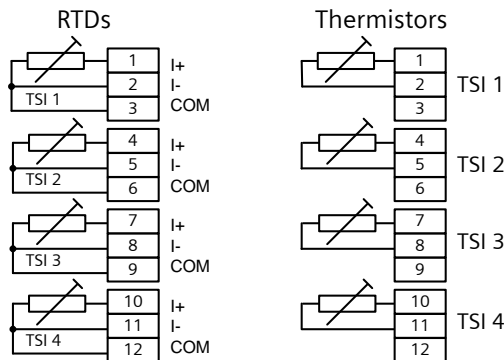 RTDs
1
I+
2
I-
TSI 1
3
COM
4
I+
5
I-
TSI 2
6
COM
7
I+
8
I-
TSI 3
9
COM
10
I+
11
I-
TSI 4
12
COM
Thermistors
1
2
TSI 1
3
4
5
TSI 2
6
7
8
TSI 3
9
10
11
TSI 4
12